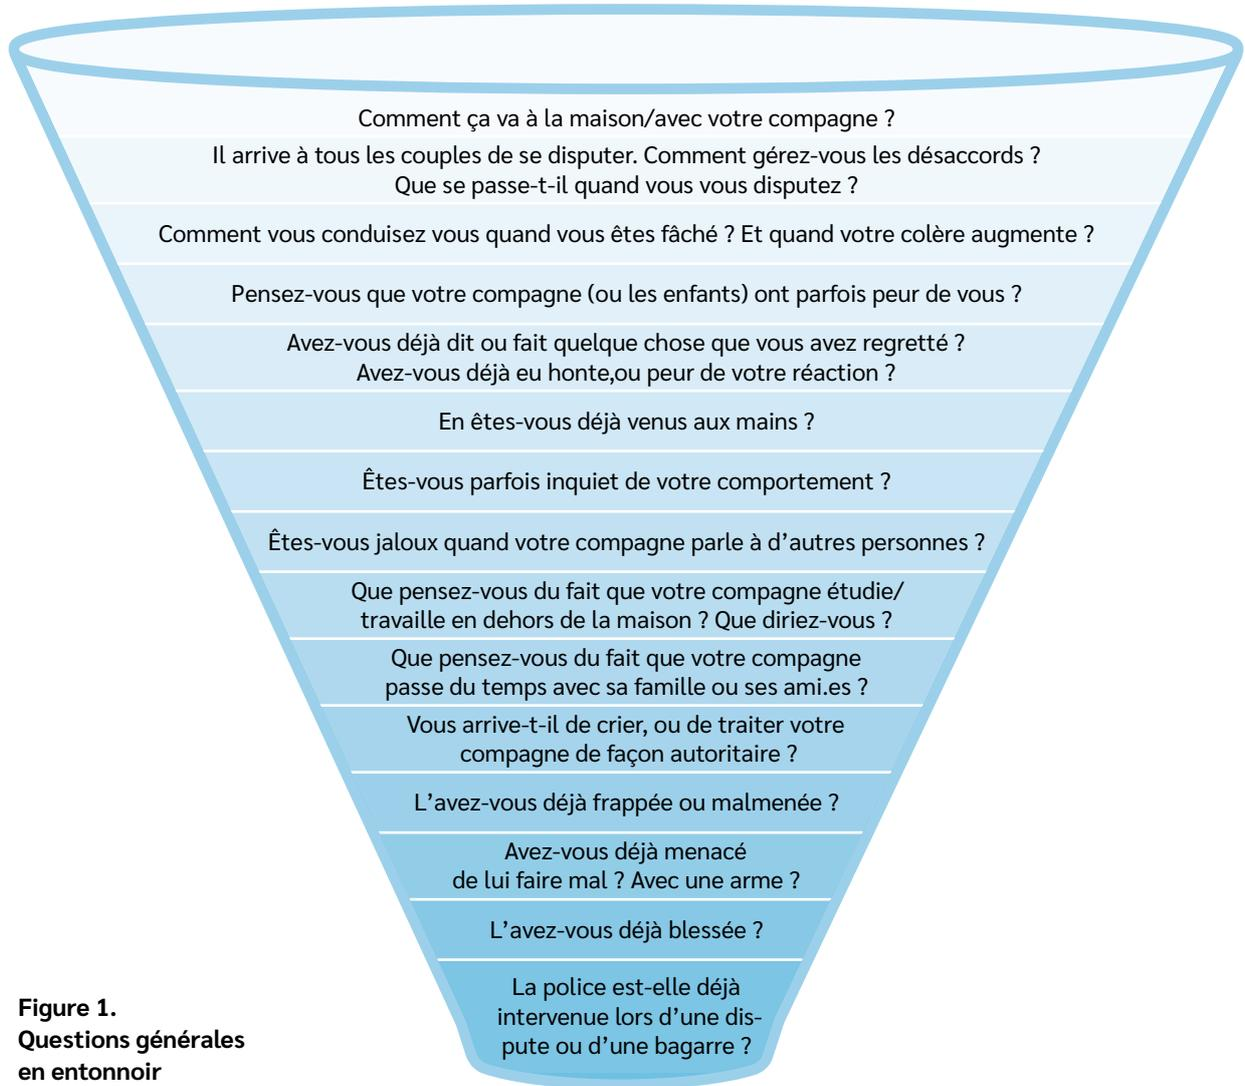 Comment ça va à la maison/avec votre compagne ?
Il arrive à tous les couples de se disputer. Comment gérez-vous les désaccords ?
Que se passe-t-il quand vous vous disputez ?
Comment vous conduisez vous quand vous êtes fâché ? Et quand votre colère augmente ?
Pensez-vous que votre compagne (ou les enfants) ont parfois peur de vous ?
Avez-vous déjà dit ou fait quelque chose que vous avez regretté ?
Avez-vous déjà eu honte,ou peur de votre réaction ?
En êtes-vous déjà venus aux mains ?
Êtes-vous parfois inquiet de votre comportement ?
Êtes-vous jaloux quand votre compagne parle à d’autres personnes ?
Que pensez-vous du fait que votre compagne étudie/
travaille en dehors de la maison ? Que diriez-vous ?
Que pensez-vous du fait que votre compagne
passe du temps avec sa famille ou ses ami.es ?
Vous arrive-t-il de crier, ou de traiter votre
compagne de façon autoritaire ?
L’avez-vous déjà frappée ou malmenée ?
Avez-vous déjà menacé
de lui faire mal ? Avec une arme ?
L’avez-vous déjà blessée ?
La police est-elle déjà
intervenue lors d’une dis-
pute ou d’une bagarre ?
Figure 1.
Questions générales
en entonnoir